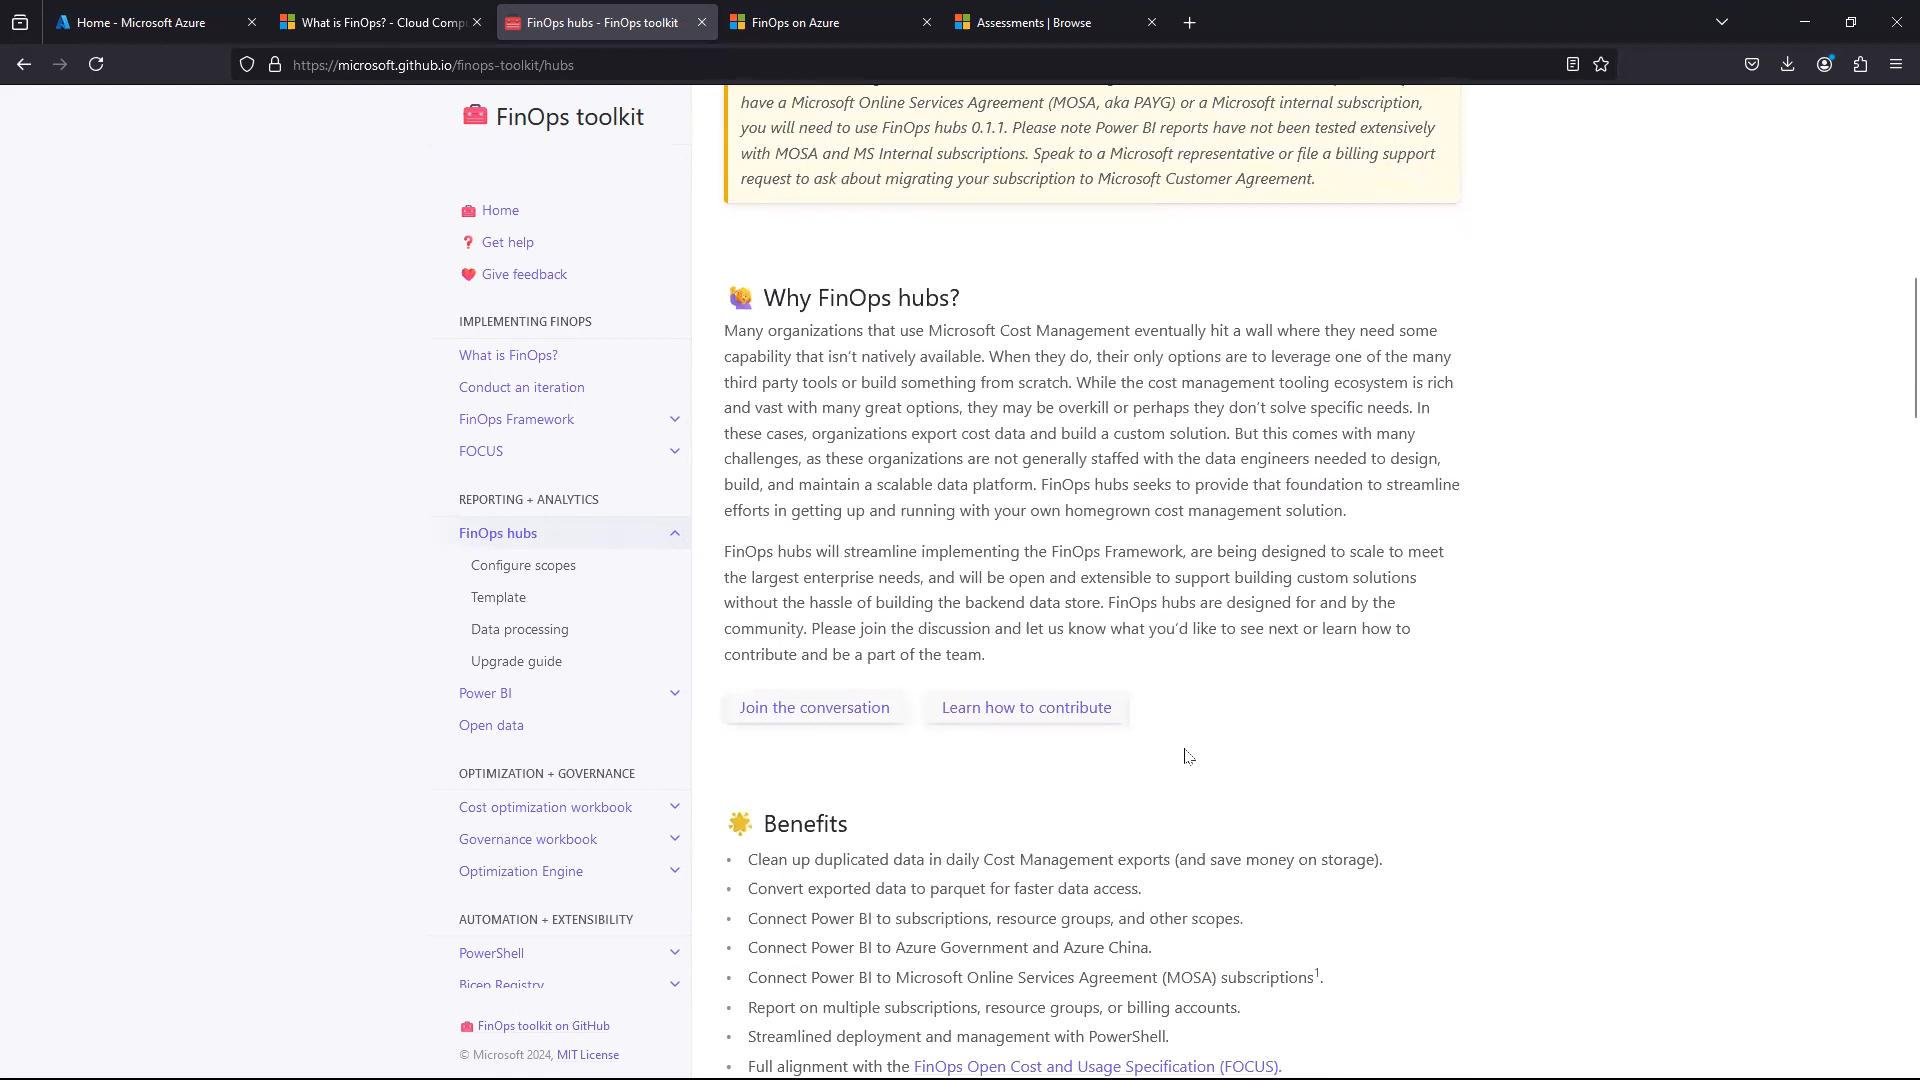 Home - Microsoft Azure
What is FinOps? - Cloud Comp
FinOps hubs - FinOps toolkit
FinOps on Azure
Assessments | Browse
https://microsoft.github.io/finops-toolkit/hubs
FinOps toolkit
Home
Get help
Give feedback
IMPLEMENTING FINOPS
What is FinOps?
Conduct an iteration
FinOps Framework
FOCUS
REPORTING + ANALYTICS
FinOps hubs
Configure scopes
Template
Data processing
Upgrade guide
Power BI
Open data
OPTIMIZATION + GOVERNANCE
Cost optimization workbook
Governance workbook
Optimization Engine
AUTOMATION + EXTENSIBILITY
PowerShell
Bicep Registry
FinOps toolkit on GitHub
© Microsoft 2024, MIT License
have a Microsoft Online Services Agreement (MOSA, aka PAYG) or a Microsoft internal subscription,
you will need to use FinOps hubs 0.1.1. Please note Power BI reports have not been tested extensively
with MOSA and MS Internal subscriptions. Speak to a Microsoft representative or file a billing support
request to ask about migrating your subscription to Microsoft Customer Agreement.
Why FinOps hubs?
Many organizations that use Microsoft Cost Management eventually hit a wall where they need some
capability that isn't natively available. When they do, their only options are to leverage one of the many
third party tools or build something from scratch. While the cost management tooling ecosystem is rich
and vast with many great options, they may be overkill or perhaps they don't solve specific needs. In
these cases, organizations export cost data and build a custom solution. But this comes with many
challenges, as these organizations are not generally staffed with the data engineers needed to design,
build, and maintain a scalable data platform. FinOps hubs seeks to provide that foundation to streamline
efforts in getting up and running with your own homegrown cost management solution.
FinOps hubs will streamline implementing the FinOps Framework, are being designed to scale to meet
the largest enterprise needs, and will be open and extensible to support building custom solutions
without the hassle of building the backend data store. FinOps hubs are designed for and by the
community. Please join the discussion and let us know what you'd like to see next or learn how to
contribute and be a part of the team.
Join the conversation
Learn how to contribute
Benefits
• Clean up duplicated data in daily Cost Management exports (and save money on storage).
• Convert exported data to parquet for faster data access.
• Connect Power BI to subscriptions, resource groups, and other scopes.
• Connect Power BI to Azure Government and Azure China.
• Connect Power BI to Microsoft Online Services Agreement (MOSA) subscriptions¹.
• Report on multiple subscriptions, resource groups, or billing accounts.
• Streamlined deployment and management with PowerShell.
• Full alignment with the FinOps Open Cost and Usage Specification (FOCUS).